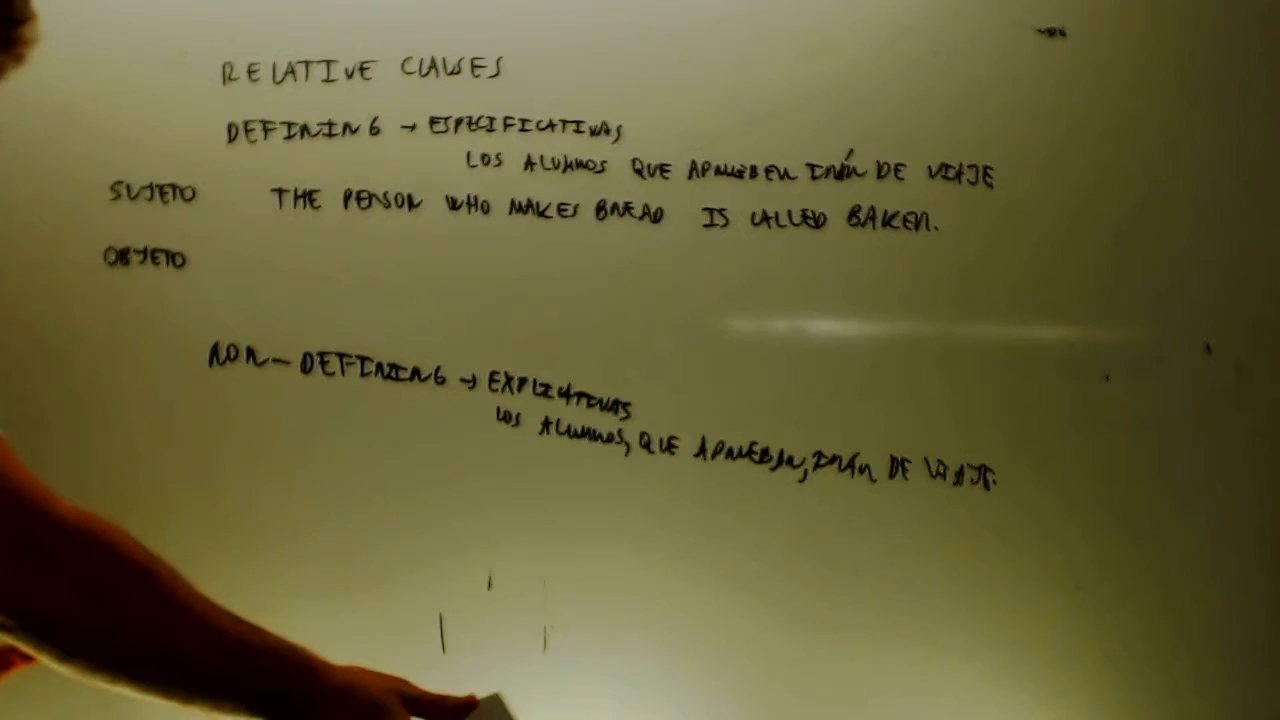 RELATIVE CLAUSES
DEFINING → ESPECIFICATIVAS
LOS ALUMNOS QUE APRUEBEN IRÁN DE VIAJE
SUJETO THE PERSON WHO MAKES BREAD IS CALLED BAKER.
OBJETO
NON-DEFINING → EXPLICATIVAS
LOS ALUMNOS, QUE APRUEBAN, IRÁN DE VIAJE.